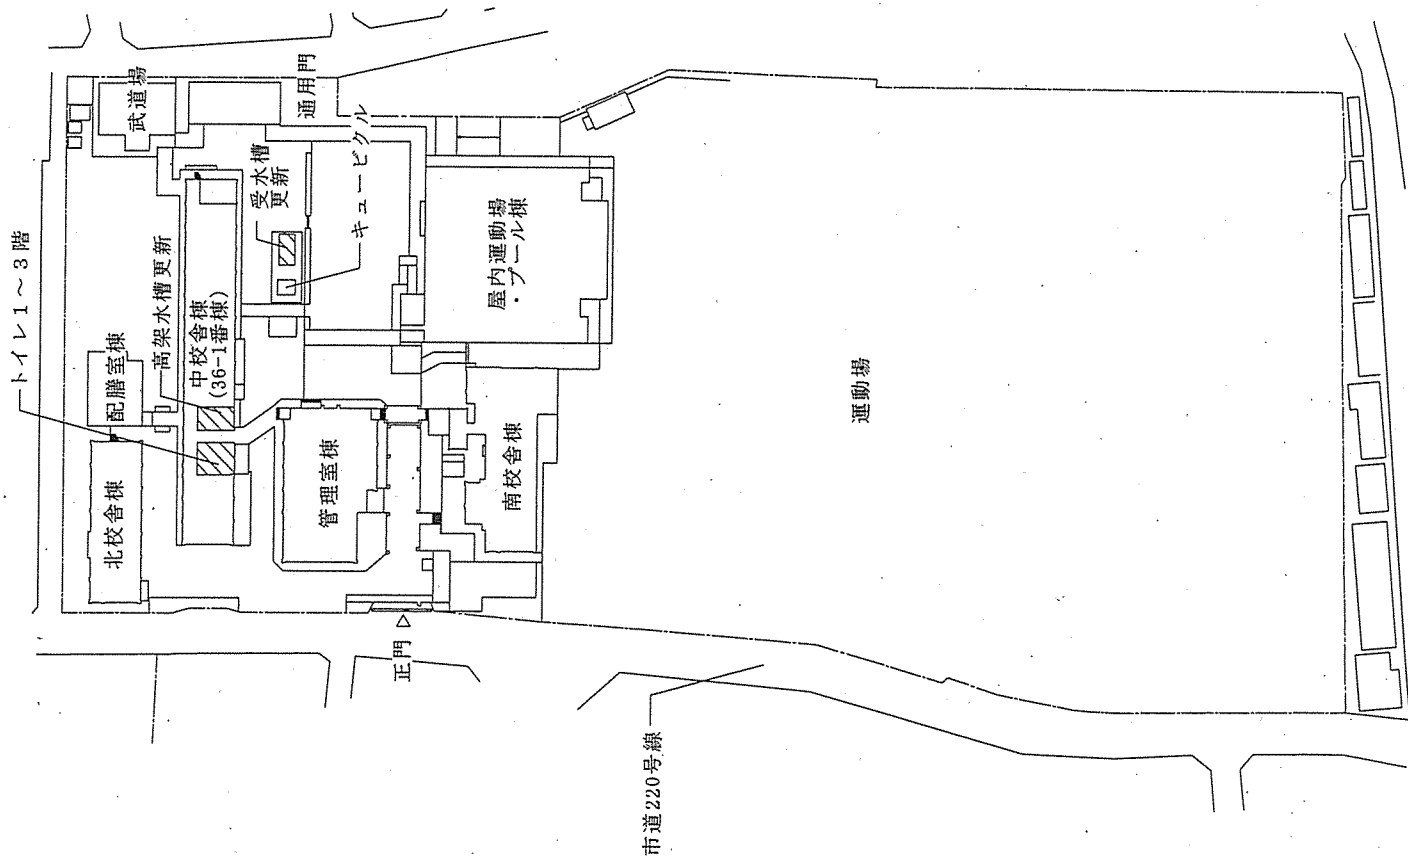 トイレ1～3階
配膳室棟
高架水槽更新
武道場
通用門
受水槽
更新
キュービクル
中校舎棟
(36-1番棟)
北校舎棟
管理室棟
屋内運動場
・プール棟
南校舎棟
正門
運動場
市道220号線